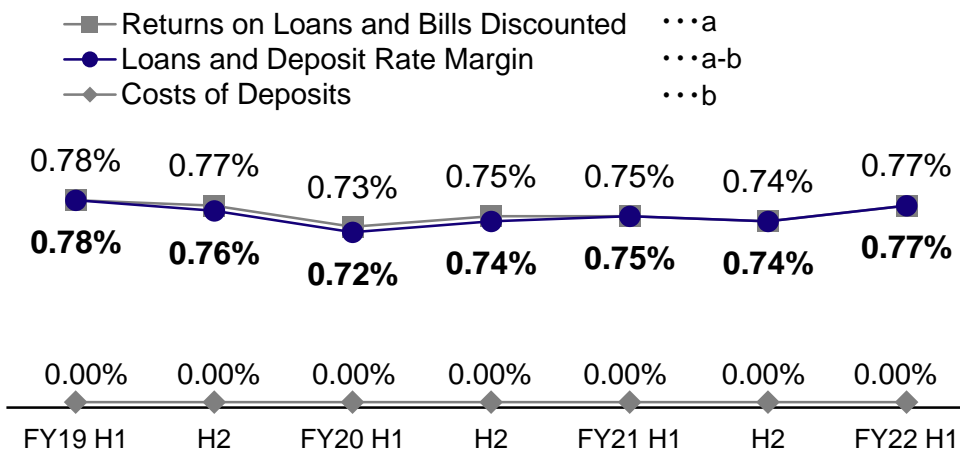 Returns on Loans and Bills Discounted ･･･a
Loans and Deposit Rate Margin ･･･a-b
Costs of Deposits ･･･b
0.78% 0.77% 0.73% 0.75% 0.75% 0.74% 0.77%
0.78% 0.76% 0.72% 0.74% 0.75% 0.74% 0.77%
0.00% 0.00% 0.00% 0.00% 0.00% 0.00% 0.00%
FY19 H1 H2 FY20 H1 H2 FY21 H1 H2 FY22 H1